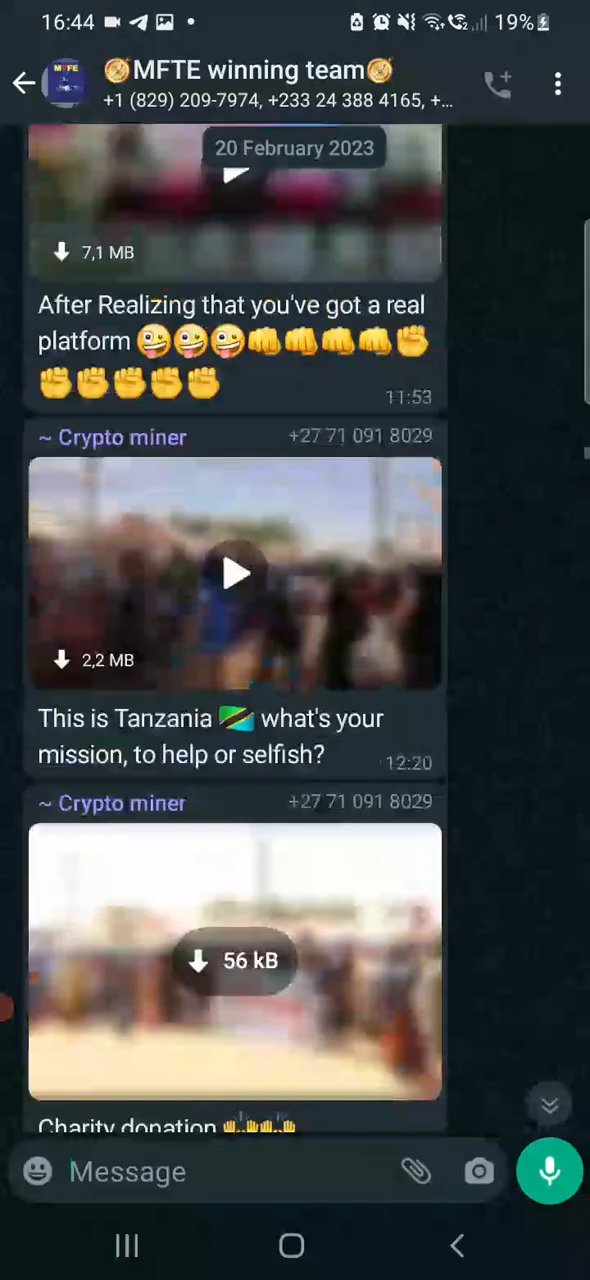 16:44
19%
🧭MFTE winning team🧭
+1 (829) 209-7974, +233 24 388 4165, +...
20 February 2023
7,1 MB
After Realizing that you've got a real
platform 🤪🤪🤪👊👊👊👊✊
✊✊✊✊✊
11:53
~ Crypto miner +27 71 091 8029
2,2 MB
This is Tanzania 🇹🇿 what's your
mission, to help or selfish?
12:20
~ Crypto miner +27 71 091 8029
56 kB
Charity donation 🙌🙌
Message